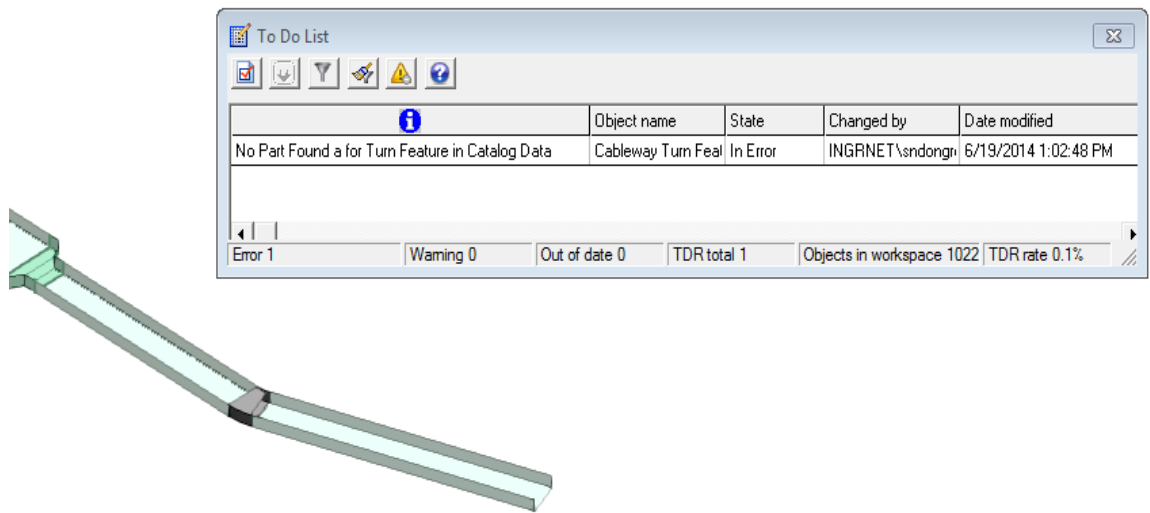 To Do List
Object name State Changed by Date modified
No Part Found a for Turn Feature in Catalog Data Cableway Turn Feat In Error INGRNET\sndongr 6/19/2014 1:02:48 PM
Error 1 Warning 0 Out of date 0 TDR total 1 Objects in workspace 1022 TDR rate 0.1%